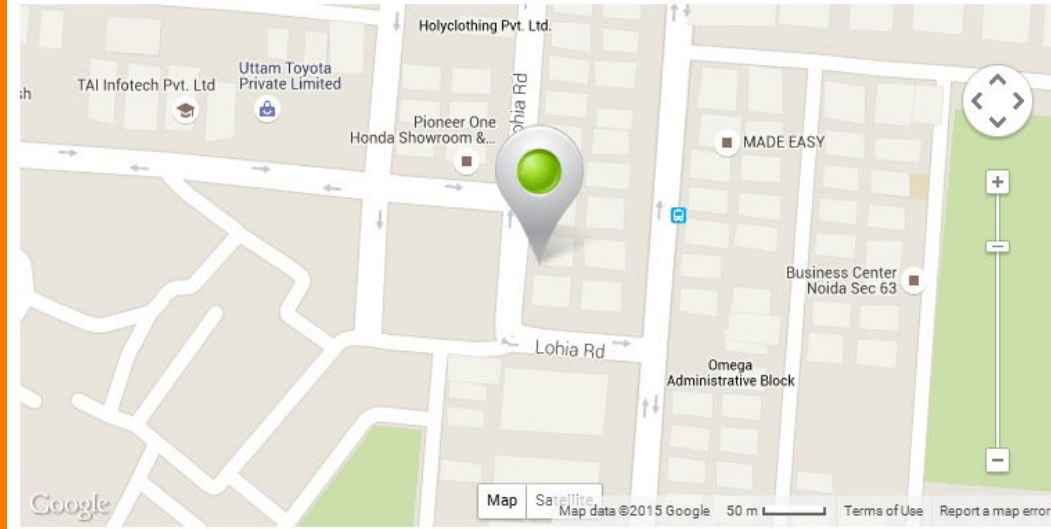 Holyclothing Pvt. Ltd.
Uttam Toyota
Private Limited
TAI Infotech Pvt. Ltd
sh
ohia Rd
Pioneer One
Honda Showroom &...
MADE EASY
Business Center
Noida Sec 63
Lohia Rd
Omega
Administrative Block
Google
Map
Satellite
Map data ©2015 Google
50 m
Terms of Use
Report a map error